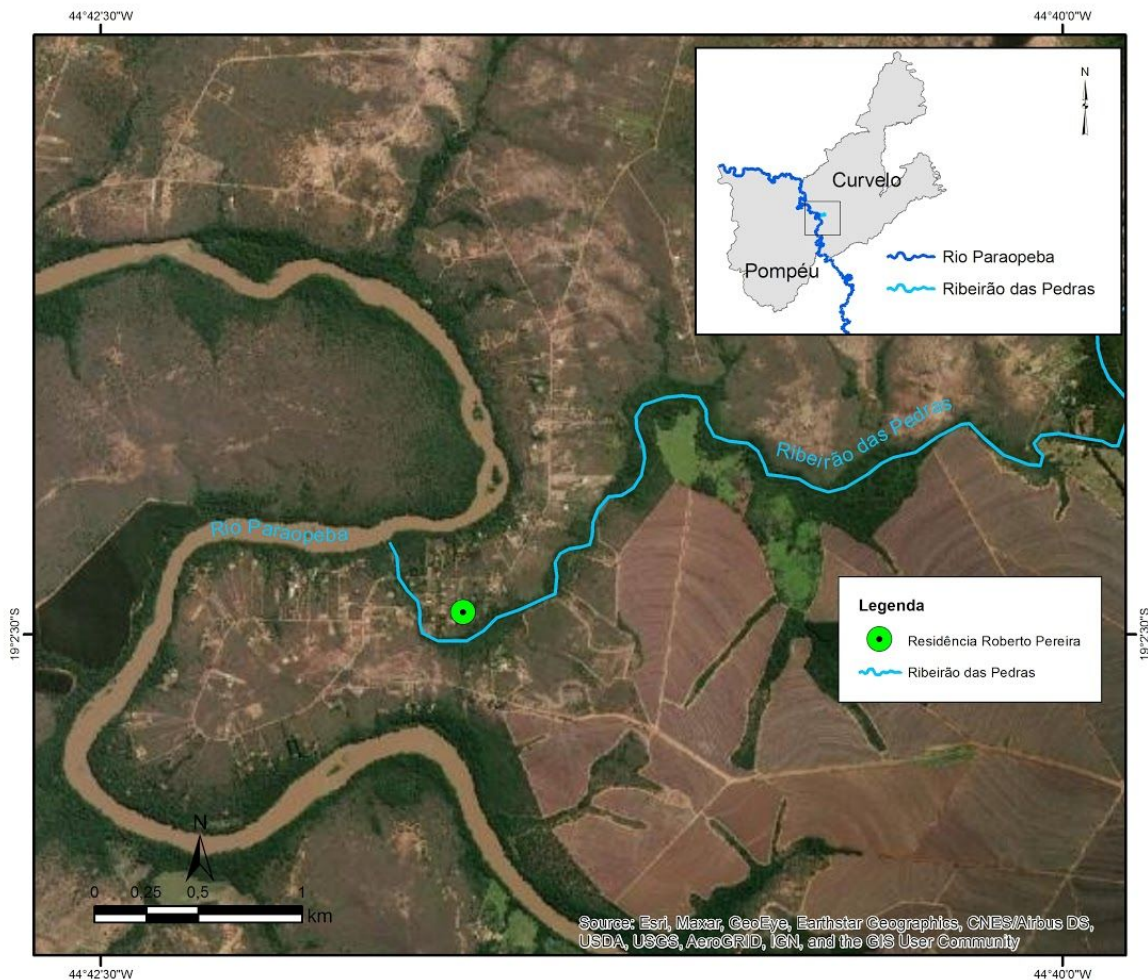 44°42'30"W
44°40'0"W
N
Curvelo
Pompéu
Rio Paraopeba
Ribeirão das Pedras
Ribeirão das Pedras
Rio Paraopeba
19°2'30"S
19°2'30"S
Legenda
Residência Roberto Pereira
Ribeirão das Pedras
N
0 0,25 0,5 1
km
Source: Esri, Maxar, GeoEye, Earthstar Geographics, CNES/Airbus DS,
USDA, USGS, AeroGRID, IGN, and the GIS User Community
44°42'30"W
44°40'0"W